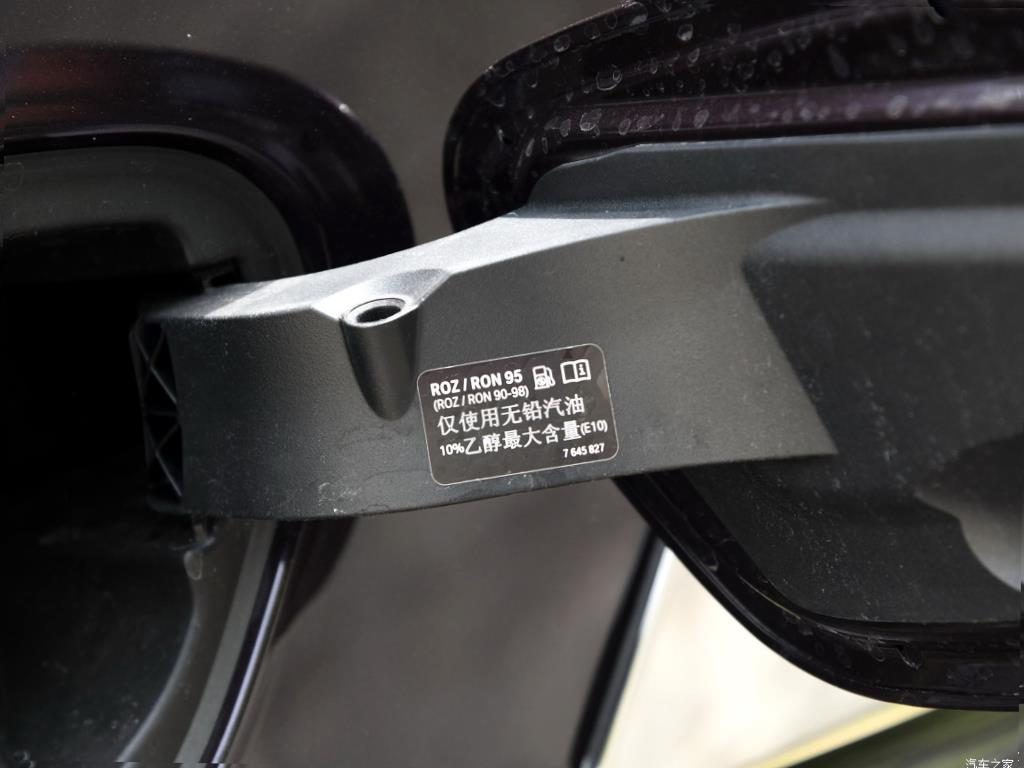 ROZ / RON 95
(ROZ / RON 90-98)
仅使用无铅汽油
10%乙醇最大含量(E10)
7 645 827
汽车之家